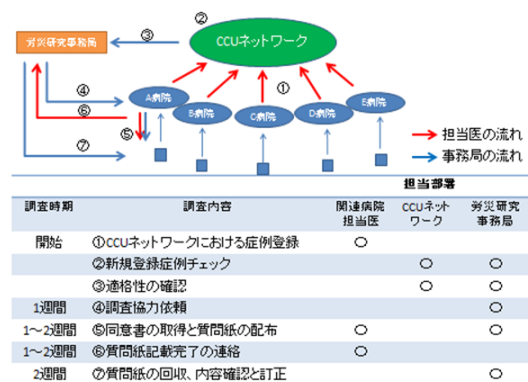 ②
労災研究事務局
③
CCUネットワーク
④
A病院
①
E病院
⑥
B病院
C病院
D病院
⑤
⑦
担当医の流れ
事務局の流れ
担当部署
調査時期 調査内容 関連病院担当医 CCUネットワーク 労災研究事務局
開始 ①CCUネットワークにおける症例登録 ○
②新規登録症例チェック ○ ○
③適格性の確認 ○ ○
1週間 ④調査協力依頼 ○
1~2週間 ⑤同意書の取得と質問紙の配布 ○ ○
1~2週間 ⑥質問紙記載完了の連絡 ○
2週間 ⑦質問紙の回収、内容確認と訂正 ○